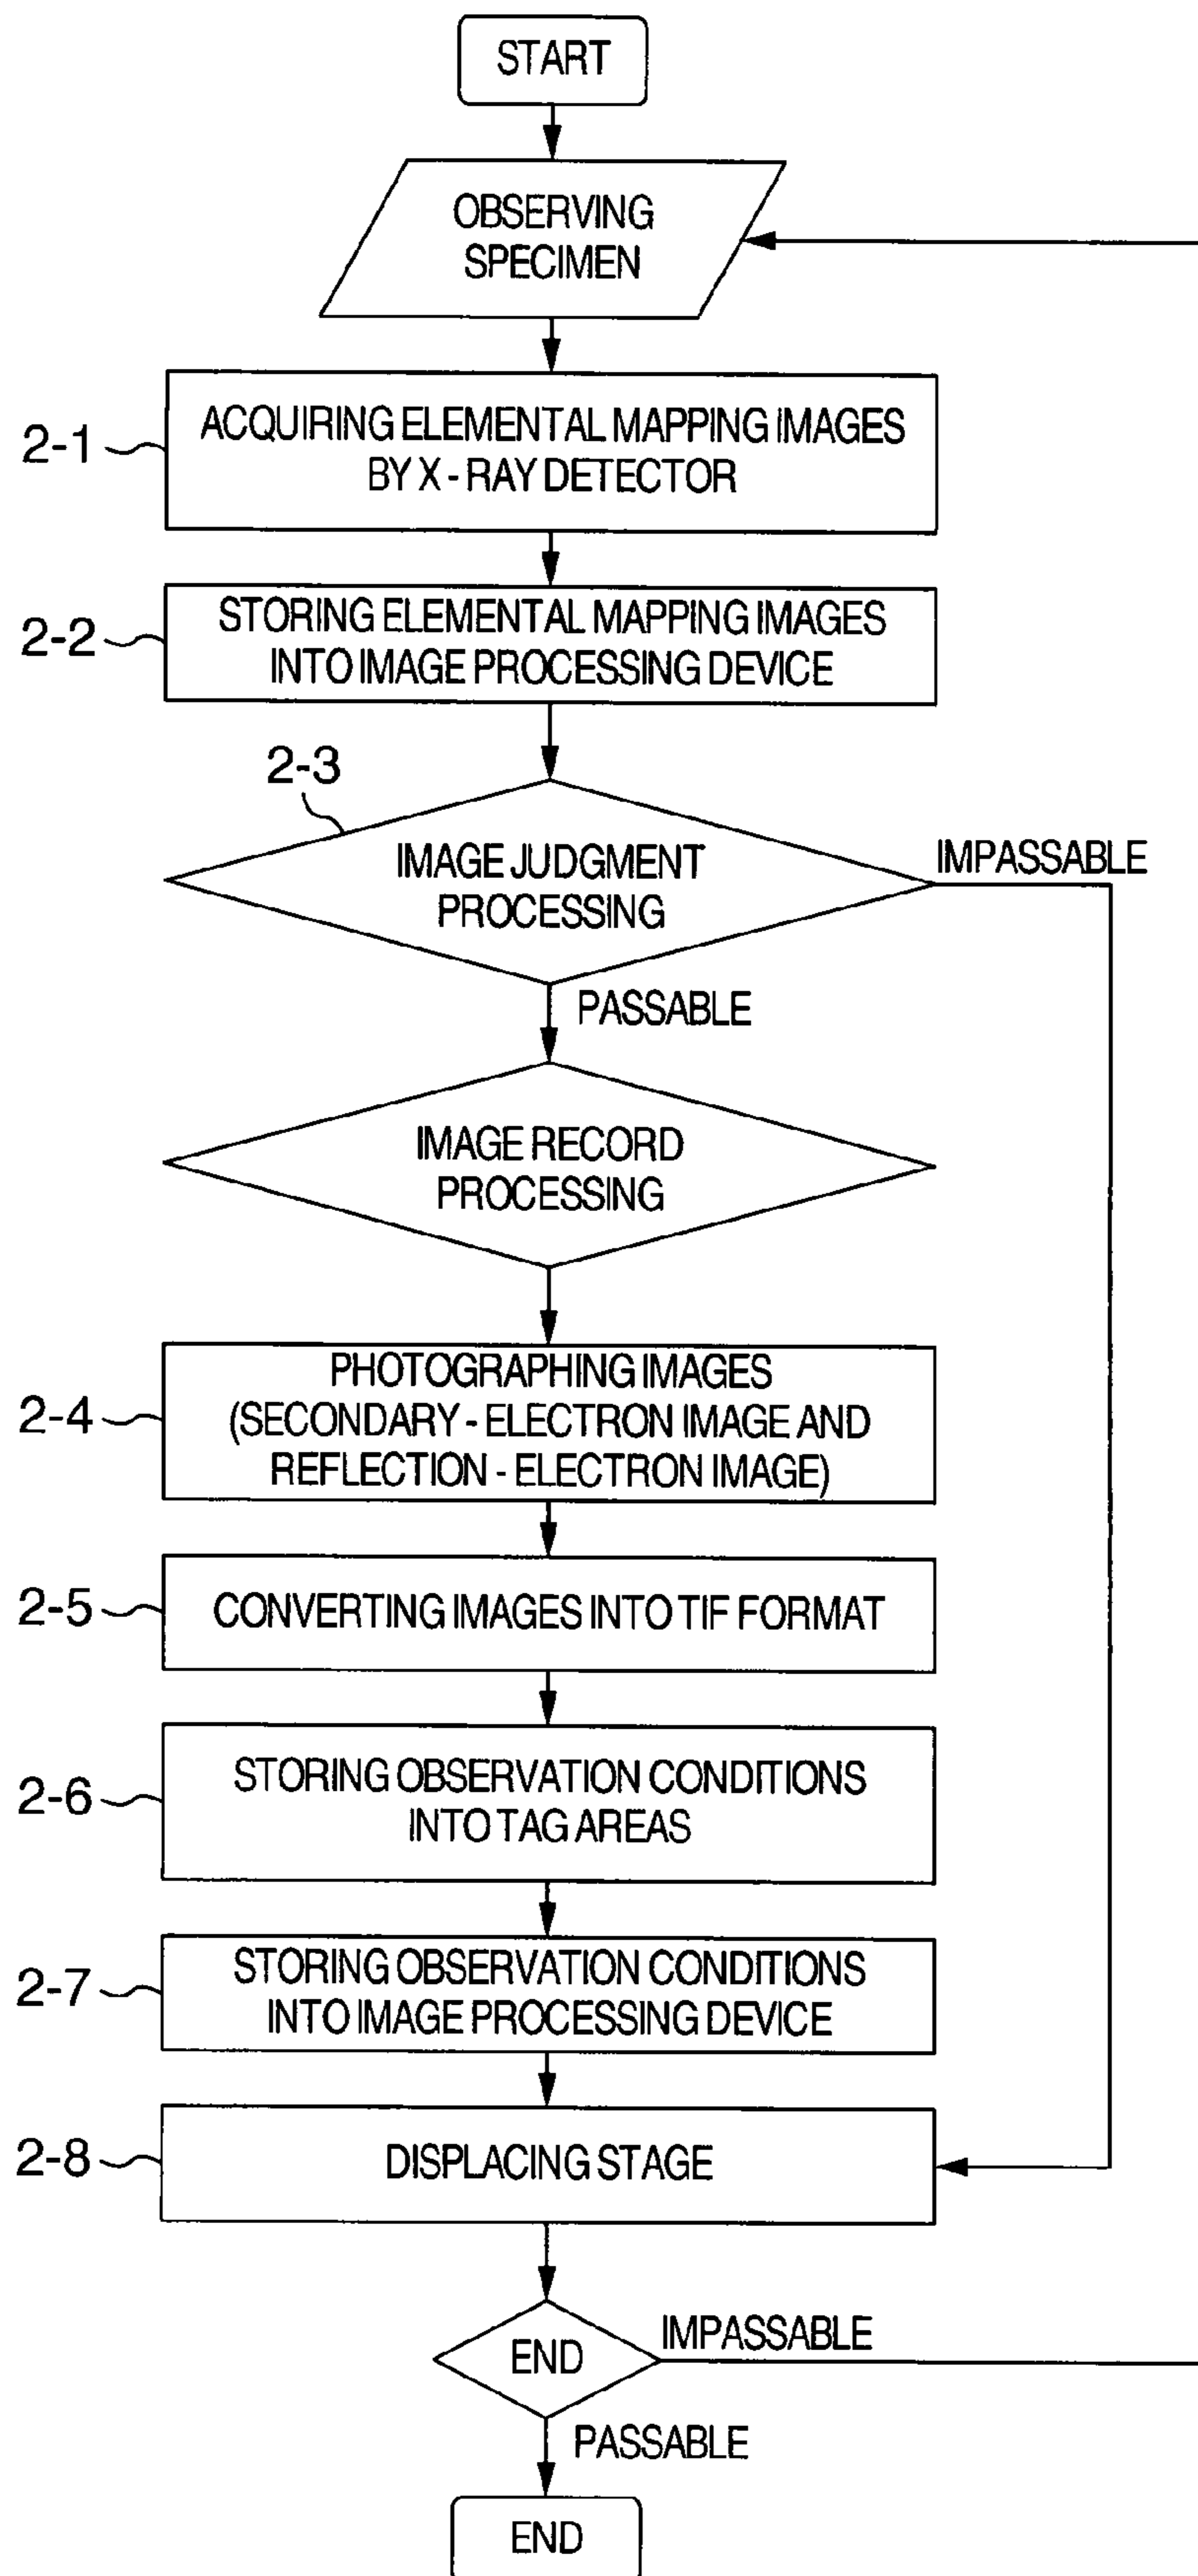 START
OBSERVING
SPECIMEN
2-1
ACQUIRING ELEMENTAL MAPPING IMAGES
BY X - RAY DETECTOR
2-2
STORING ELEMENTAL MAPPING IMAGES
INTO IMAGE PROCESSING DEVICE
2-3
IMAGE JUDGMENT
PROCESSING
IMPASSABLE
PASSABLE
IMAGE RECORD
PROCESSING
2-4
PHOTOGRAPHING IMAGES
(SECONDARY - ELECTRON IMAGE AND
REFLECTION - ELECTRON IMAGE)
2-5
CONVERTING IMAGES INTO TIF FORMAT
2-6
STORING OBSERVATION CONDITIONS
INTO TAG AREAS
2-7
STORING OBSERVATION CONDITIONS
INTO IMAGE PROCESSING DEVICE
2-8
DISPLACING STAGE
END
IMPASSABLE
PASSABLE
END